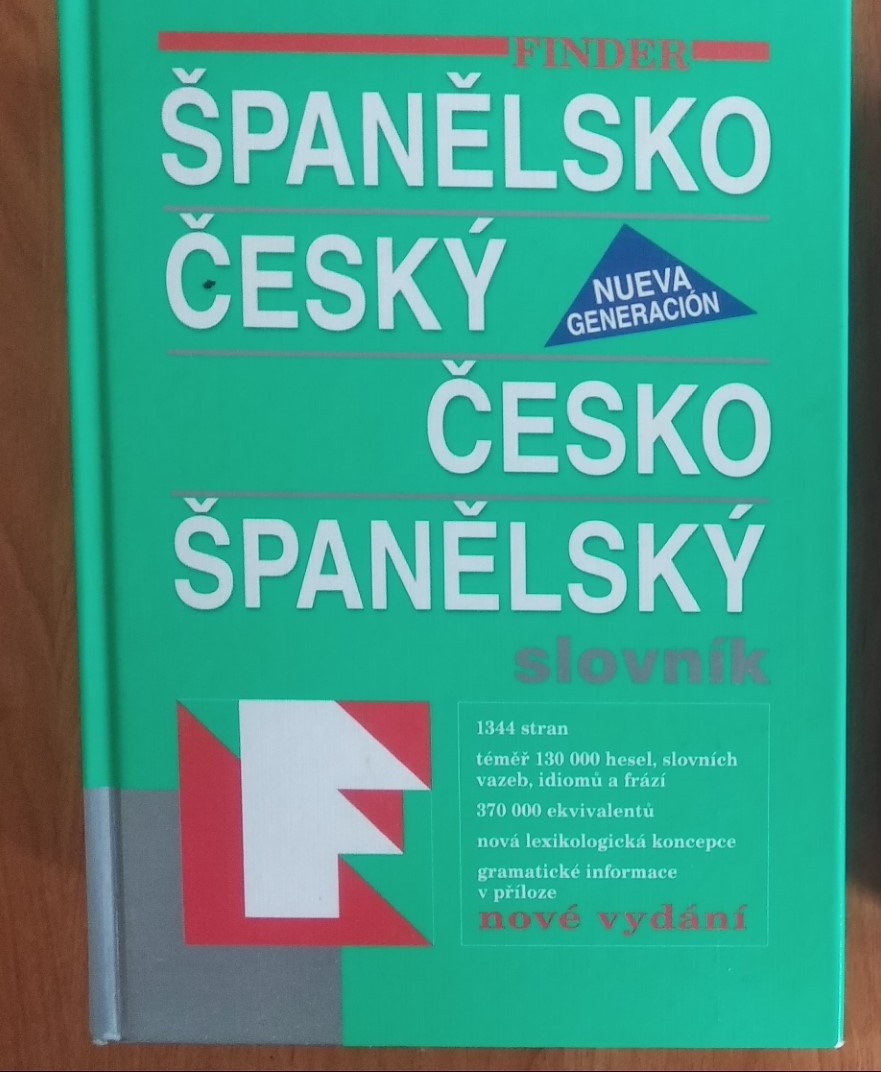 FINDER
ŠPANĚLSKO
ČESKÝ
NUEVA
GENERACIÓN
ČESKO
ŠPANĚLSKÝ
slovník
1344 stran
téměř 130 000 hesel, slovních
vazeb, idiomů a frází
370 000 ekvivalentů
nová lexikologická koncepce
gramatické informace
v příloze
nové vydání